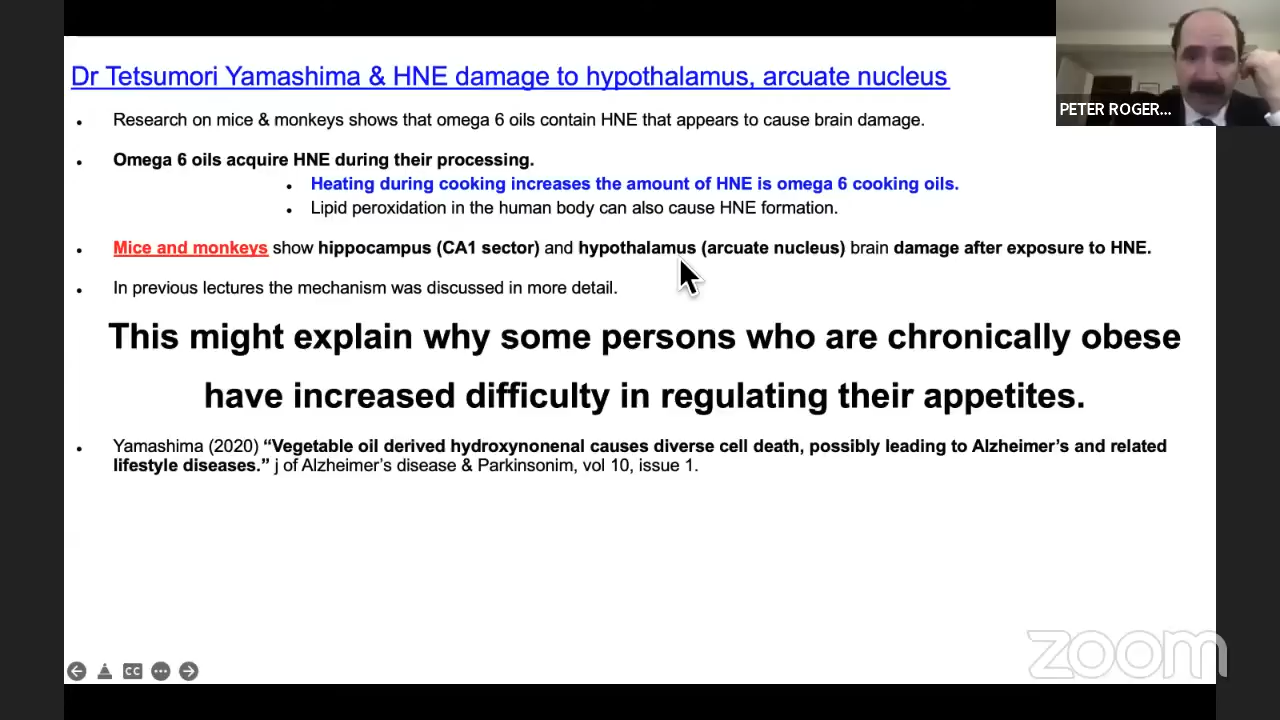 Dr Tetsumori Yamashima & HNE damage to hypothalamus, arcuate nucleus
PETER ROGER...
• Research on mice & monkeys shows that omega 6 oils contain HNE that appears to cause brain damage.
• Omega 6 oils acquire HNE during their processing.
• Heating during cooking increases the amount of HNE is omega 6 cooking oils.
• Lipid peroxidation in the human body can also cause HNE formation.
• Mice and monkeys show hippocampus (CA1 sector) and hypothalamus (arcuate nucleus) brain damage after exposure to HNE.
• In previous lectures the mechanism was discussed in more detail.
This might explain why some persons who are chronically obese
have increased difficulty in regulating their appetites.
• Yamashima (2020) “Vegetable oil derived hydroxynonenal causes diverse cell death, possibly leading to Alzheimer’s and related
lifestyle diseases.” j of Alzheimer’s disease & Parkinsonim, vol 10, issue 1.
CC
zoom